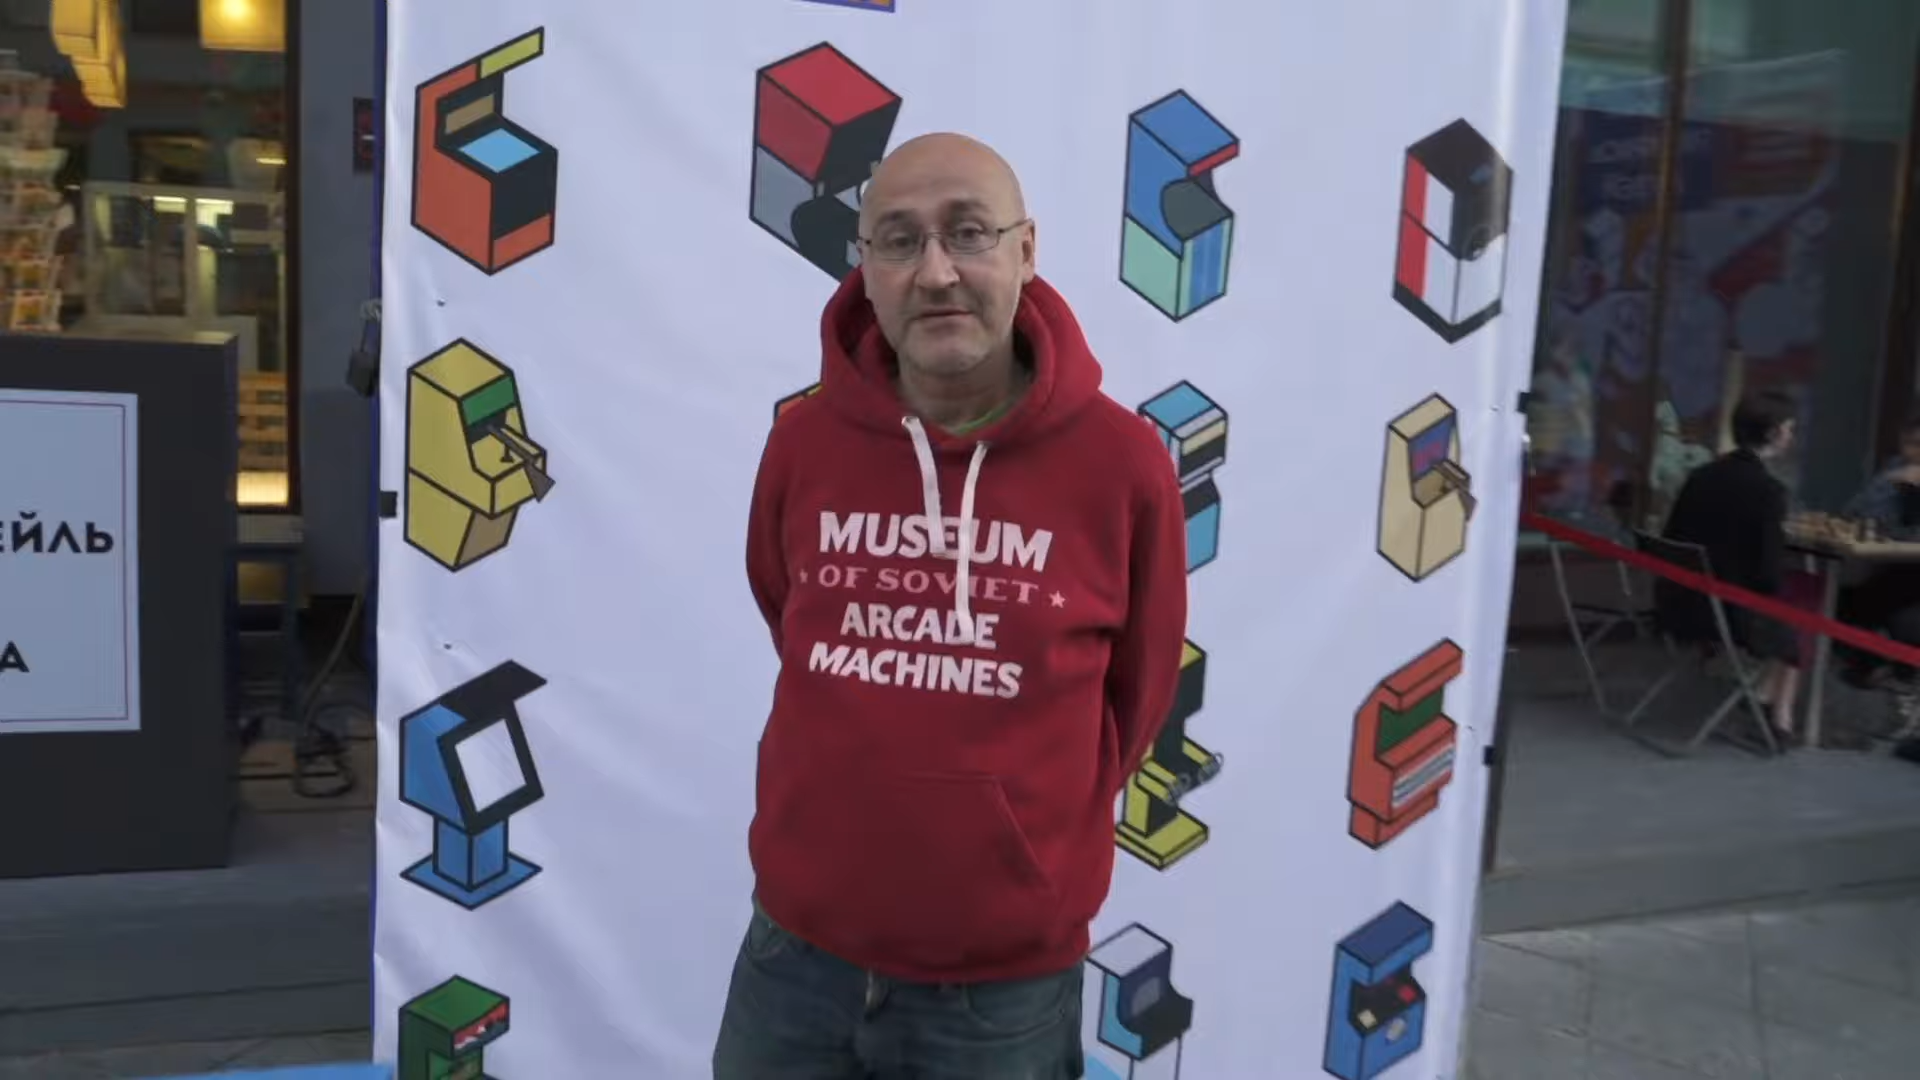 ЕЙЛЬ
А
MUSEUM
OF SOVIET
ARCADE
MACHINES